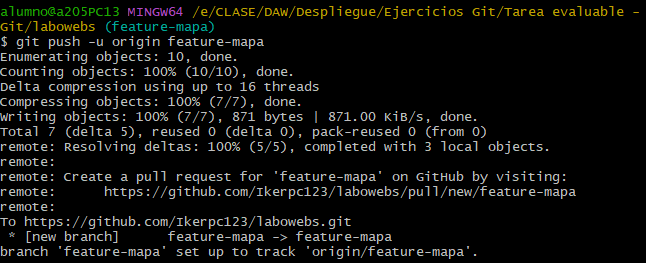 alumno@a205PC13 MINGW64 /e/CLASE/DAW/Despliegue/Ejercicios Git/Tarea evaluable -
Git/labowebs (feature-mapa)
$ git push -u origin feature-mapa
Enumerating objects: 10, done.
Counting objects: 100% (10/10), done.
Delta compression using up to 16 threads
Compressing objects: 100% (7/7), done.
Writing objects: 100% (7/7), 871 bytes | 871.00 KiB/s, done.
Total 7 (delta 5), reused 0 (delta 0), pack-reused 0 (from 0)
remote: Resolving deltas: 100% (5/5), completed with 3 local objects.
remote:
remote: Create a pull request for 'feature-mapa' on GitHub by visiting:
remote:      https://github.com/Ikerpc123/labowebs/pull/new/feature-mapa
remote:
To https://github.com/Ikerpc123/labowebs.git
 * [new branch]      feature-mapa -> feature-mapa
branch 'feature-mapa' set up to track 'origin/feature-mapa'.